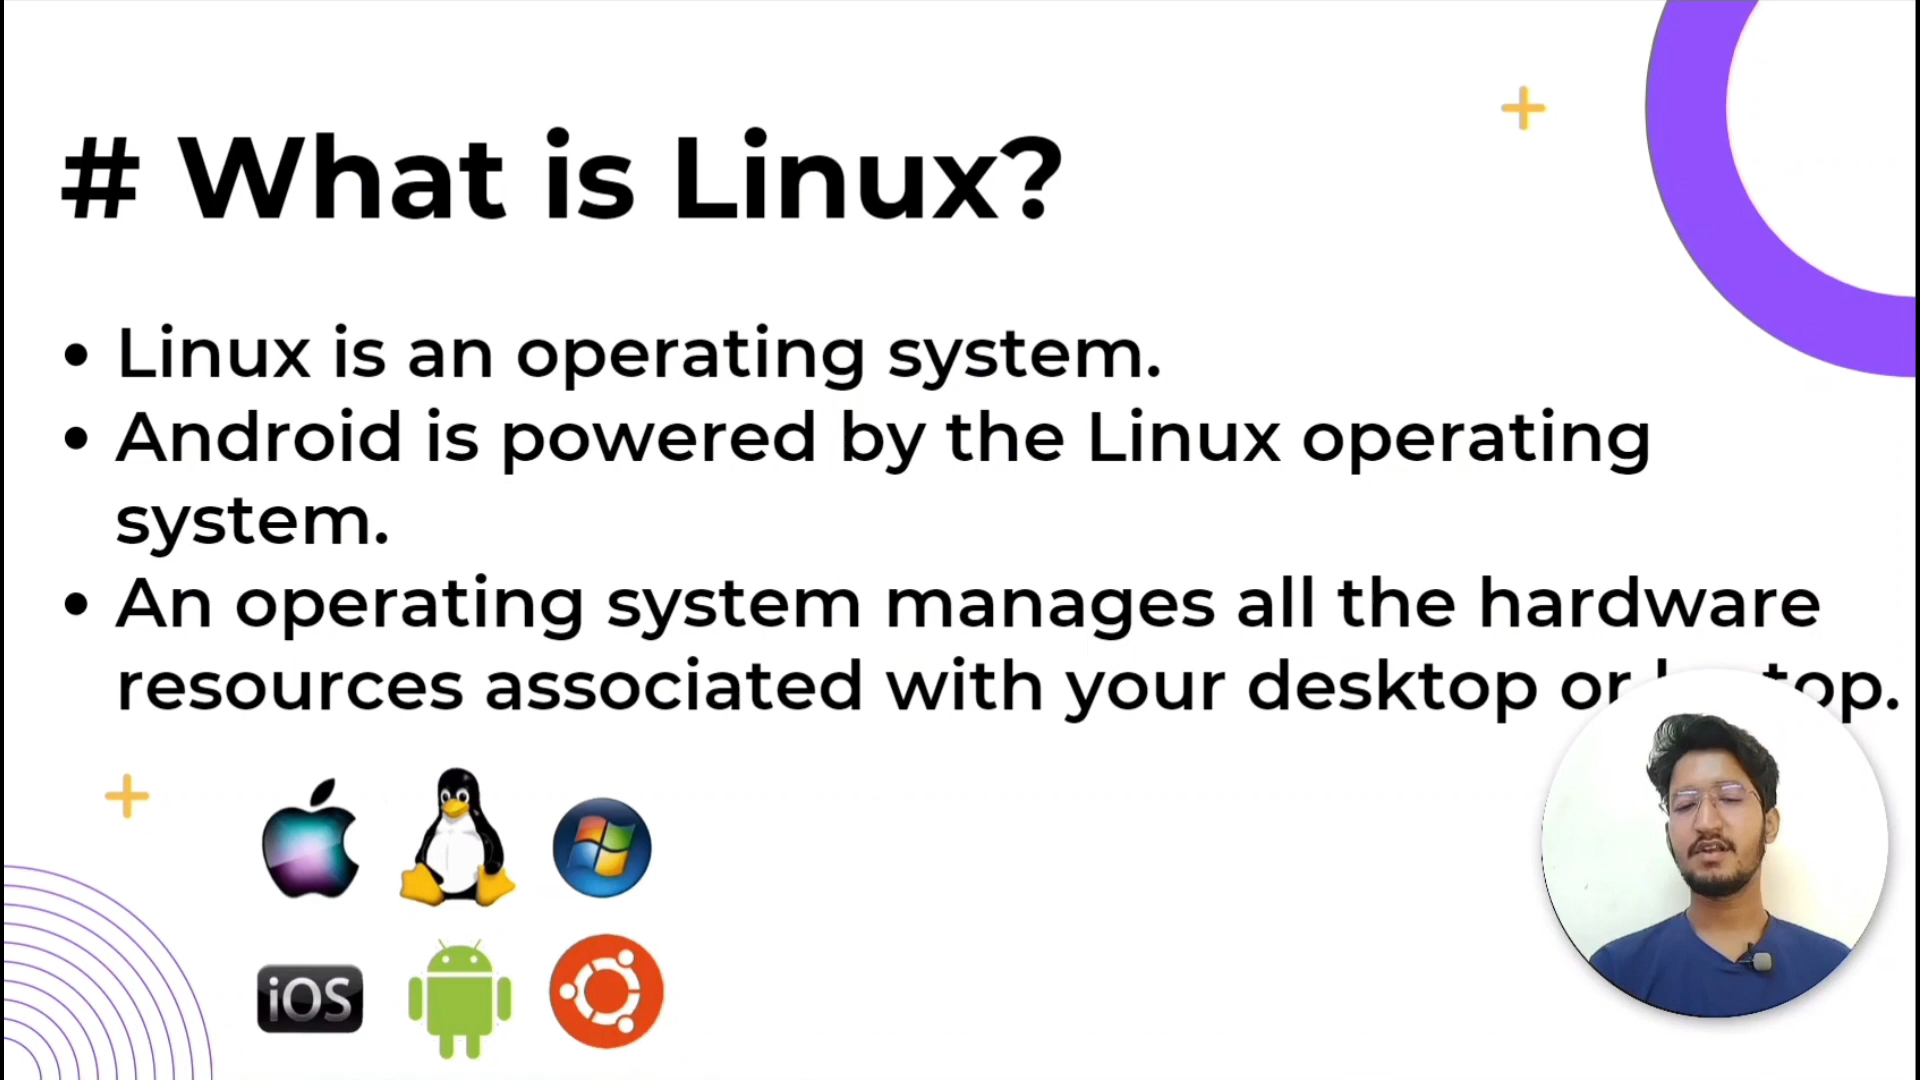 # What is Linux?
• Linux is an operating system.
• Android is powered by the Linux operating
system.
• An operating system manages all the hardware
resources associated with your desktop or
iOS